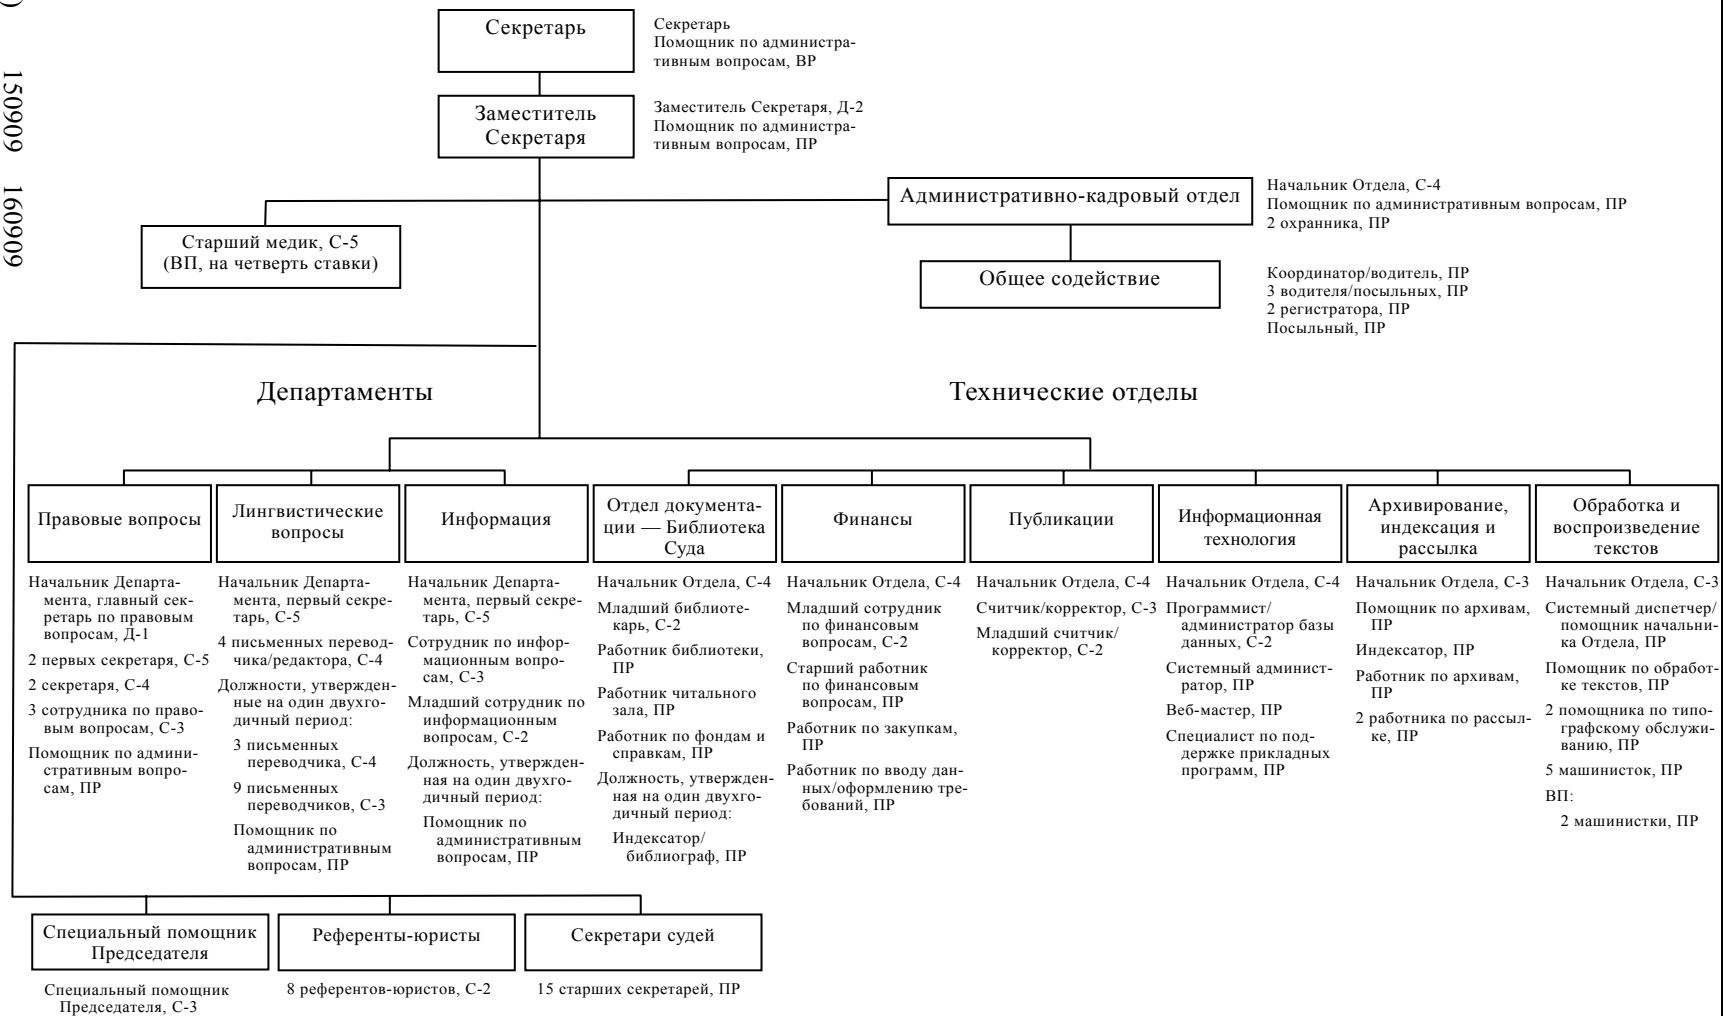 )
150909
160909
Секретарь
Секретарь
Помощник по администра-
тивным вопросам, ВР
Заместитель
Секретаря
Заместитель Секретаря, Д-2
Помощник по администра-
тивным вопросам, ПР
Административно-кадровый отдел
Начальник Отдела, С-4
Помощник по административным вопросам, ПР
2 охранника, ПР
Старший медик, С-5
(ВП, на четверть ставки)
Общее содействие
Координатор/водитель, ПР
3 водителя/посыльных, ПР
2 регистратора, ПР
Посыльный, ПР
Департаменты
Технические отделы
Правовые вопросы
Начальник Департа-
мента, главный сек-
ретарь по правовым
вопросам, Д-1
2 первых секретаря, С-5
2 секретаря, С-4
3 сотрудника по право-
вым вопросам, С-3
Помощник по админи-
стративным вопро-
сам, ПР
Лингвистические
вопросы
Начальник Департа-
мента, первый секре-
тарь, С-5
4 письменных перевод-
чика/редактора, С-4
Должности, утвержден-
ные на один двухго-
дичный период:
3 письменных
переводчика, С-4
9 письменных
переводчиков, С-3
Помощник по
административным
вопросам, ПР
Информация
Начальник Департа-
мента, первый секре-
тарь, С-5
Сотрудник по инфор-
мационным вопро-
сам, С-3
Младший сотрудник по
информационным
вопросам, С-2
Должность, утвержден-
ная на один двухго-
дичный период:
Помощник по
административным
вопросам, ПР
Отдел документа-
ции — Библиотека
Суда
Начальник Отдела, С-4
Младший библиоте-
карь, С-2
Работник библиотеки,
ПР
Работник читального
зала, ПР
Работник по фондам и
справкам, ПР
Должность, утвержден-
ная на один двухго-
дичный период:
Индексатор/
библиограф, ПР
Финансы
Начальник Отдела, С-4
Младший сотрудник
по финансовым
вопросам, С-2
Старший работник
по финансовым
вопросам, ПР
Работник по закупкам,
ПР
Работник по вводу дан-
ных/оформлению тре-
бований, ПР
Публикации
Начальник Отдела, С-4
Считчик/корректор, С-3
Младший считчик/
корректор, С-2
Информационная
технология
Начальник Отдела, С-4
Программист/
администратор базы
данных, С-2
Системный админист-
ратор, ПР
Веб-мастер, ПР
Специалист по под-
держке прикладных
программ, ПР
Архивирование,
индексация и
рассылка
Начальник Отдела, С-3
Помощник по архивам,
ПР
Индексатор, ПР
Работник по архивам,
ПР
2 работника по рассыл-
ке, ПР
Обработка и
воспроизведение
текстов
Начальник Отдела, С-3
Системный диспетчер/
помощник начальни-
ка Отдела, ПР
Помощник по обработ-
ке текстов, ПР
2 помощника по типо-
графскому обслужи-
ванию, ПР
5 машинисток, ПР
ВП:
2 машинистки, ПР
Специальный помощник
Председателя
Специальный помощник
Председателя, С-3
Референты-юристы
8 референтов-юристов, С-2
Секретари судей
15 старших секретарей, ПР